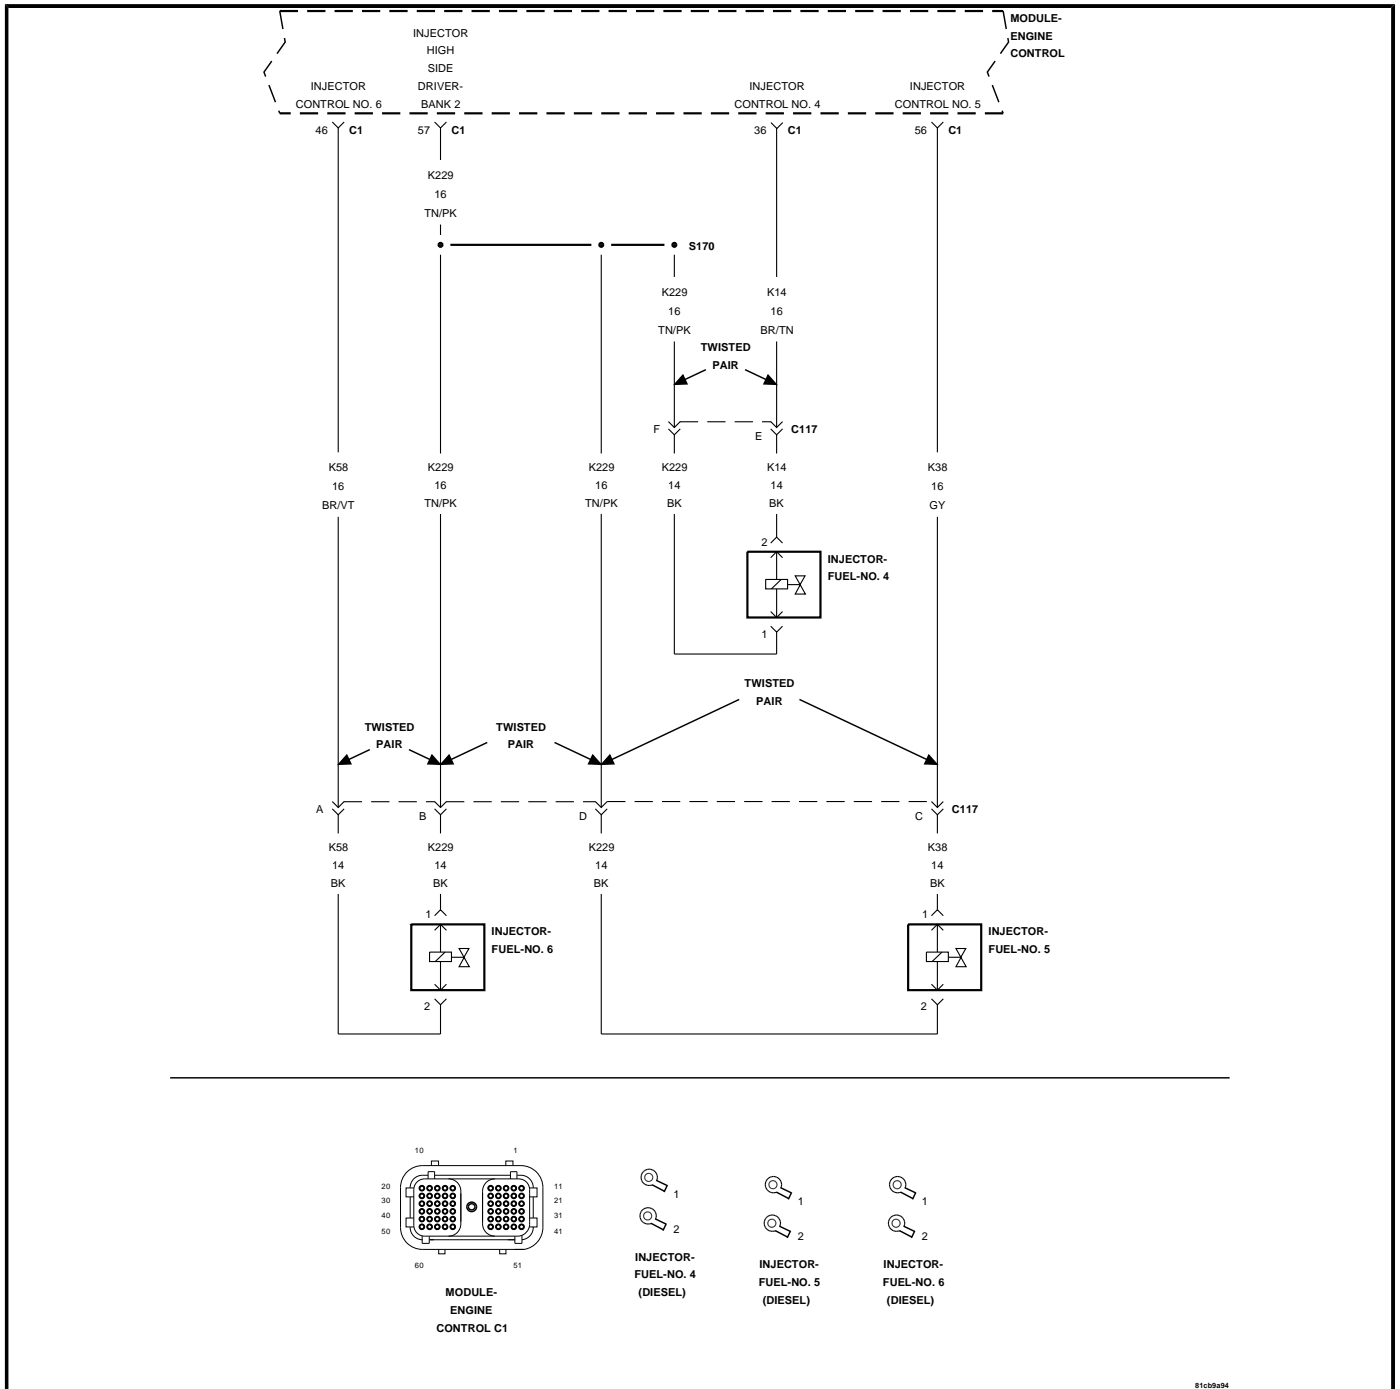 MODULE-
ENGINE
CONTROL
INJECTOR
HIGH
SIDE
DRIVER-
BANK 2
INJECTOR
CONTROL NO. 6
INJECTOR
CONTROL NO. 4
INJECTOR
CONTROL NO. 5
46 C1
57 C1
36 C1
56 C1
K229
16
TN/PK
S170
K229
16
TN/PK
K14
16
BR/TN
TWISTED
PAIR
F
E
C117
K58
16
BR/VT
K229
16
TN/PK
K229
16
TN/PK
K229
14
BK
K14
14
BK
K38
16
GY
2
INJECTOR-
FUEL-NO. 4
1
TWISTED
PAIR
TWISTED
PAIR
TWISTED
PAIR
A
B
D
C
C117
K58
14
BK
K229
14
BK
K229
14
BK
K38
14
BK
1
INJECTOR-
FUEL-NO. 6
2
1
INJECTOR-
FUEL-NO. 5
2
10 1
20 11
30 21
40 31
50 41
60 51
MODULE-
ENGINE
CONTROL C1
1
2
INJECTOR-
FUEL-NO. 4
(DIESEL)
1
2
INJECTOR-
FUEL-NO. 5
(DIESEL)
1
2
INJECTOR-
FUEL-NO. 6
(DIESEL)
81cb9a94